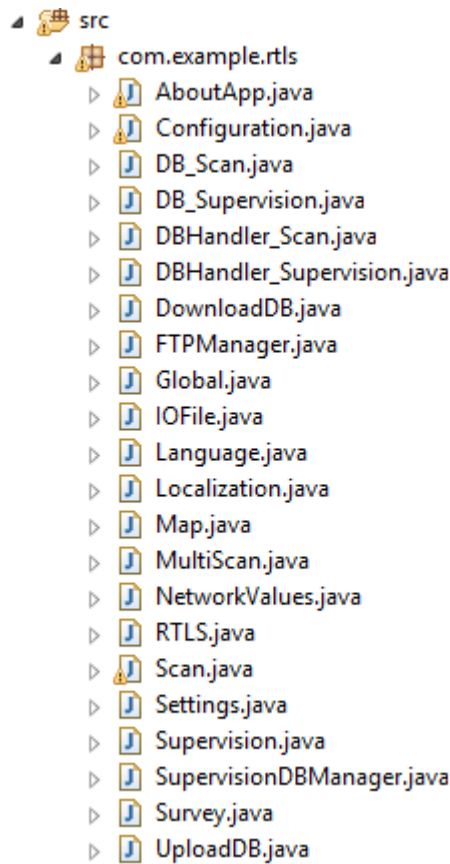 src
com.example.rtls
AboutApp.java
Configuration.java
DB_Scan.java
DB_Supervision.java
DBHandler_Scan.java
DBHandler_Supervision.java
DownloadDB.java
FTPManager.java
Global.java
IOFile.java
Language.java
Localization.java
Map.java
MultiScan.java
NetworkValues.java
RTLS.java
Scan.java
Settings.java
Supervision.java
SupervisionDBManager.java
Survey.java
UploadDB.java